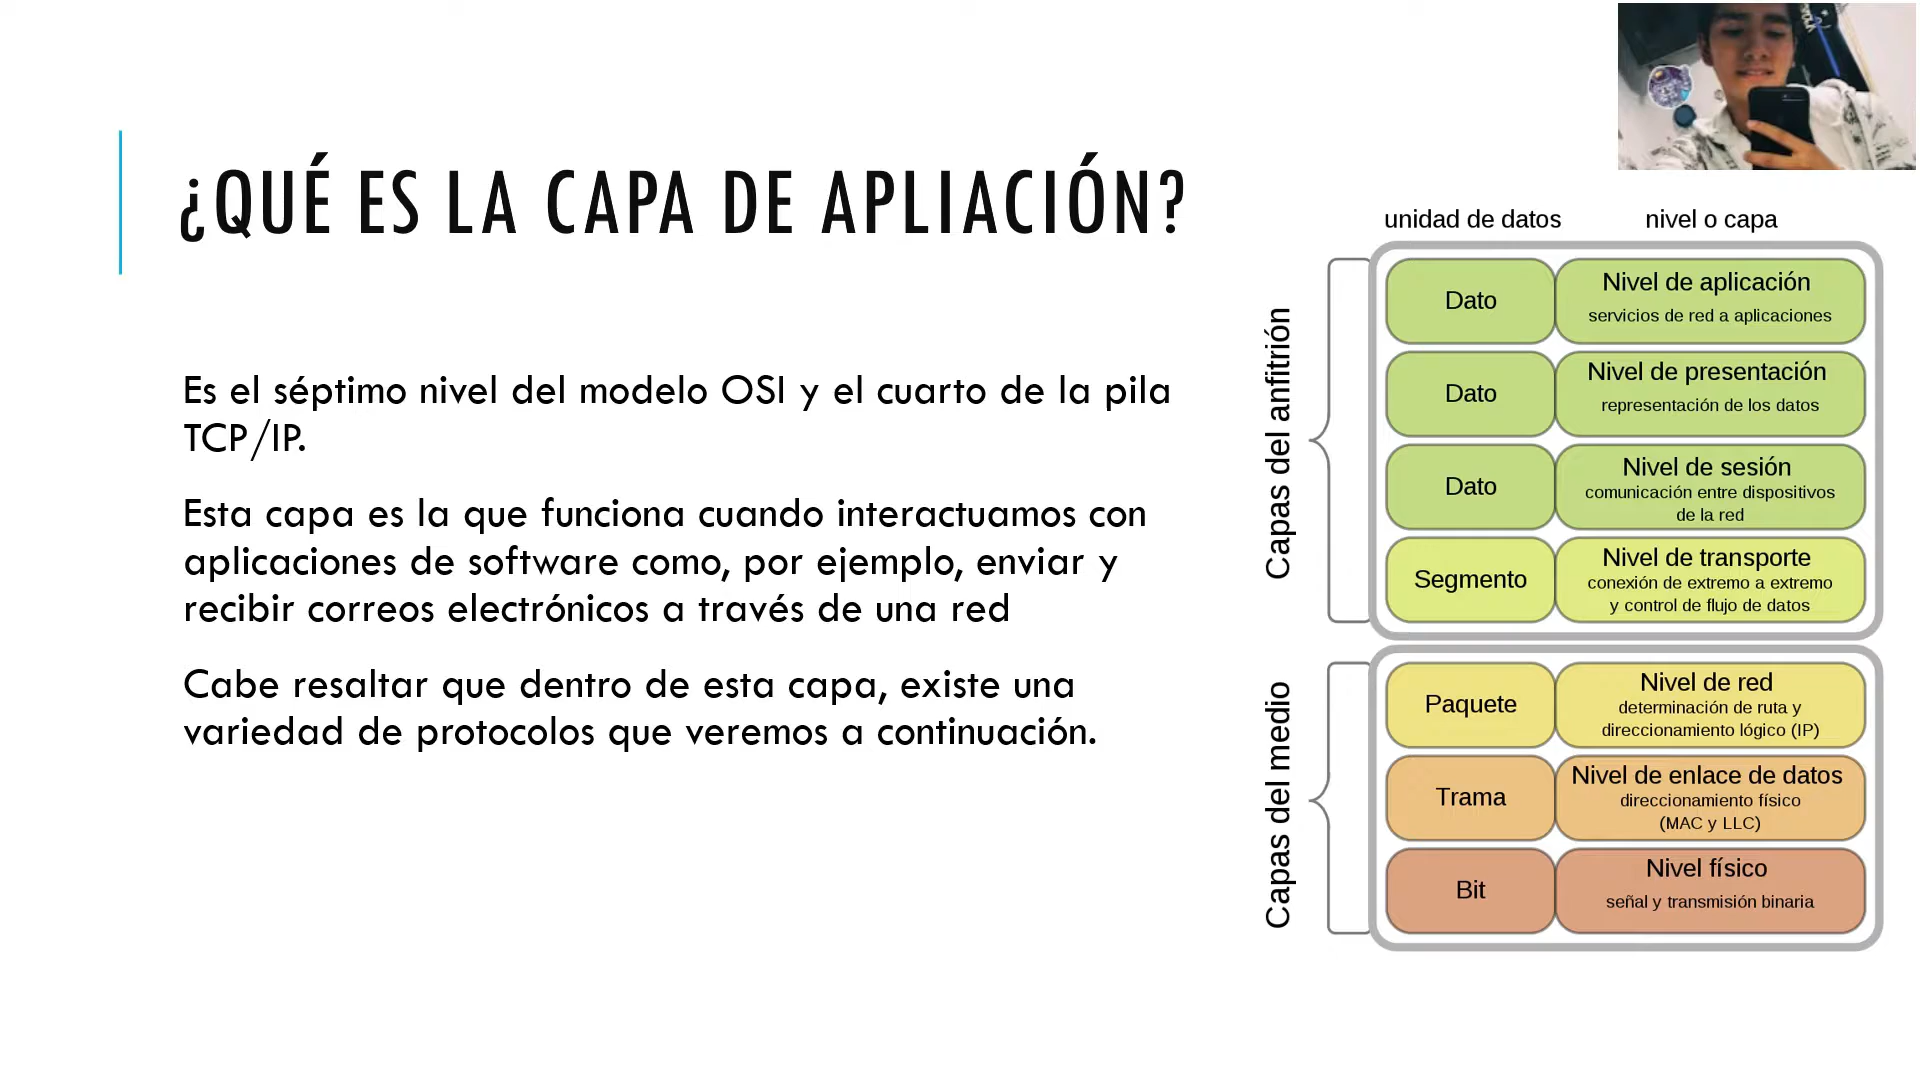 ¿QUÉ ES LA CAPA DE APLIACIÓN?
Es el séptimo nivel del modelo OSI y el cuarto de la pila
TCP/IP.
Esta capa es la que funciona cuando interactuamos con
aplicaciones de software como, por ejemplo, enviar y
recibir correos electrónicos a través de una red
Cabe resaltar que dentro de esta capa, existe una
variedad de protocolos que veremos a continuación.
unidad de datos
nivel o capa
Capas del anfitrión
Dato
Nivel de aplicación
servicios de red a aplicaciones
Dato
Nivel de presentación
representación de los datos
Dato
Nivel de sesión
comunicación entre dispositivos
de la red
Segmento
Nivel de transporte
conexión de extremo a extremo
y control de flujo de datos
Capas del medio
Paquete
Nivel de red
determinación de ruta y
direccionamiento lógico (IP)
Trama
Nivel de enlace de datos
direccionamiento físico
(MAC y LLC)
Bit
Nivel físico
señal y transmisión binaria